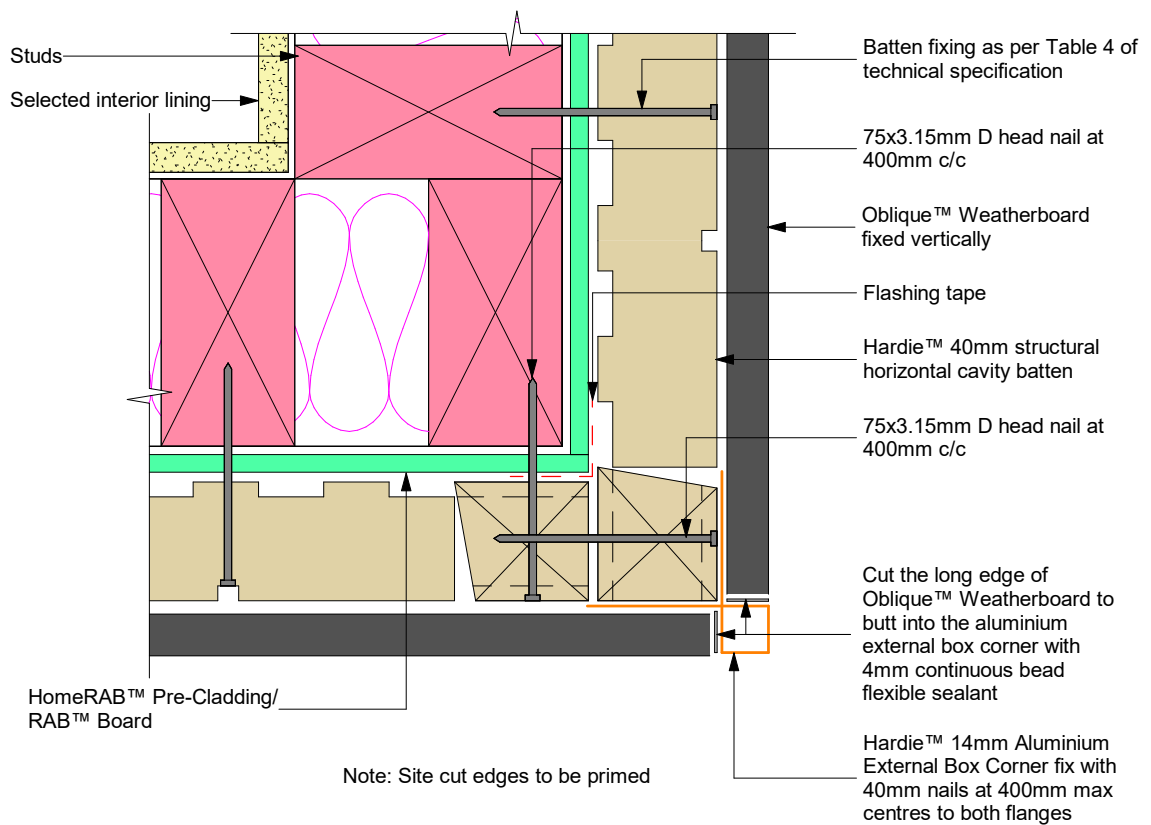 Studs
Selected interior lining
Batten fixing as per Table 4 of
technical specification
75x3.15mm D head nail at
400mm c/c
Oblique™ Weatherboard
fixed vertically
Flashing tape
Hardie™ 40mm structural
horizontal cavity batten
75x3.15mm D head nail at
400mm c/c
Cut the long edge of
Oblique™ Weatherboard to
butt into the aluminium
external box corner with
4mm continuous bead
flexible sealant
HomeRAB™ Pre-Cladding/
RAB™ Board
Note: Site cut edges to be primed
Hardie™ 14mm Aluminium
External Box Corner fix with
40mm nails at 400mm max
centres to both flanges